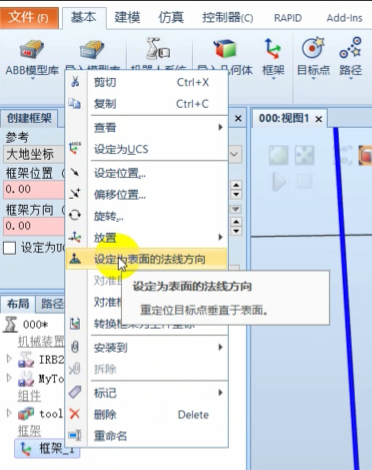 文件(F) 基本 建模 仿真 控制器(C) RAPID Add-Ins
ABB模型库 导入模型库 机器人系统 导入几何体 框架 目标点 路径
创建框架
000:视图1
参考
大地坐标
框架位置
0.00
框架方向
0.00
设定为UC
布局 路径
000*
机械装置
IRB2
MyTo
组件
tool
框架
框架_1
剪切 Ctrl+X
复制 Ctrl+C
查看
设定为UCS
设定位置...
偏移位置...
旋转...
放置
设定为表面的法线方向
对准
对准
转换框架为工件坐标
安装到
拆除
标记
删除 Delete
重命名
设定为表面的法线方向
重定位目标点垂直于表面。